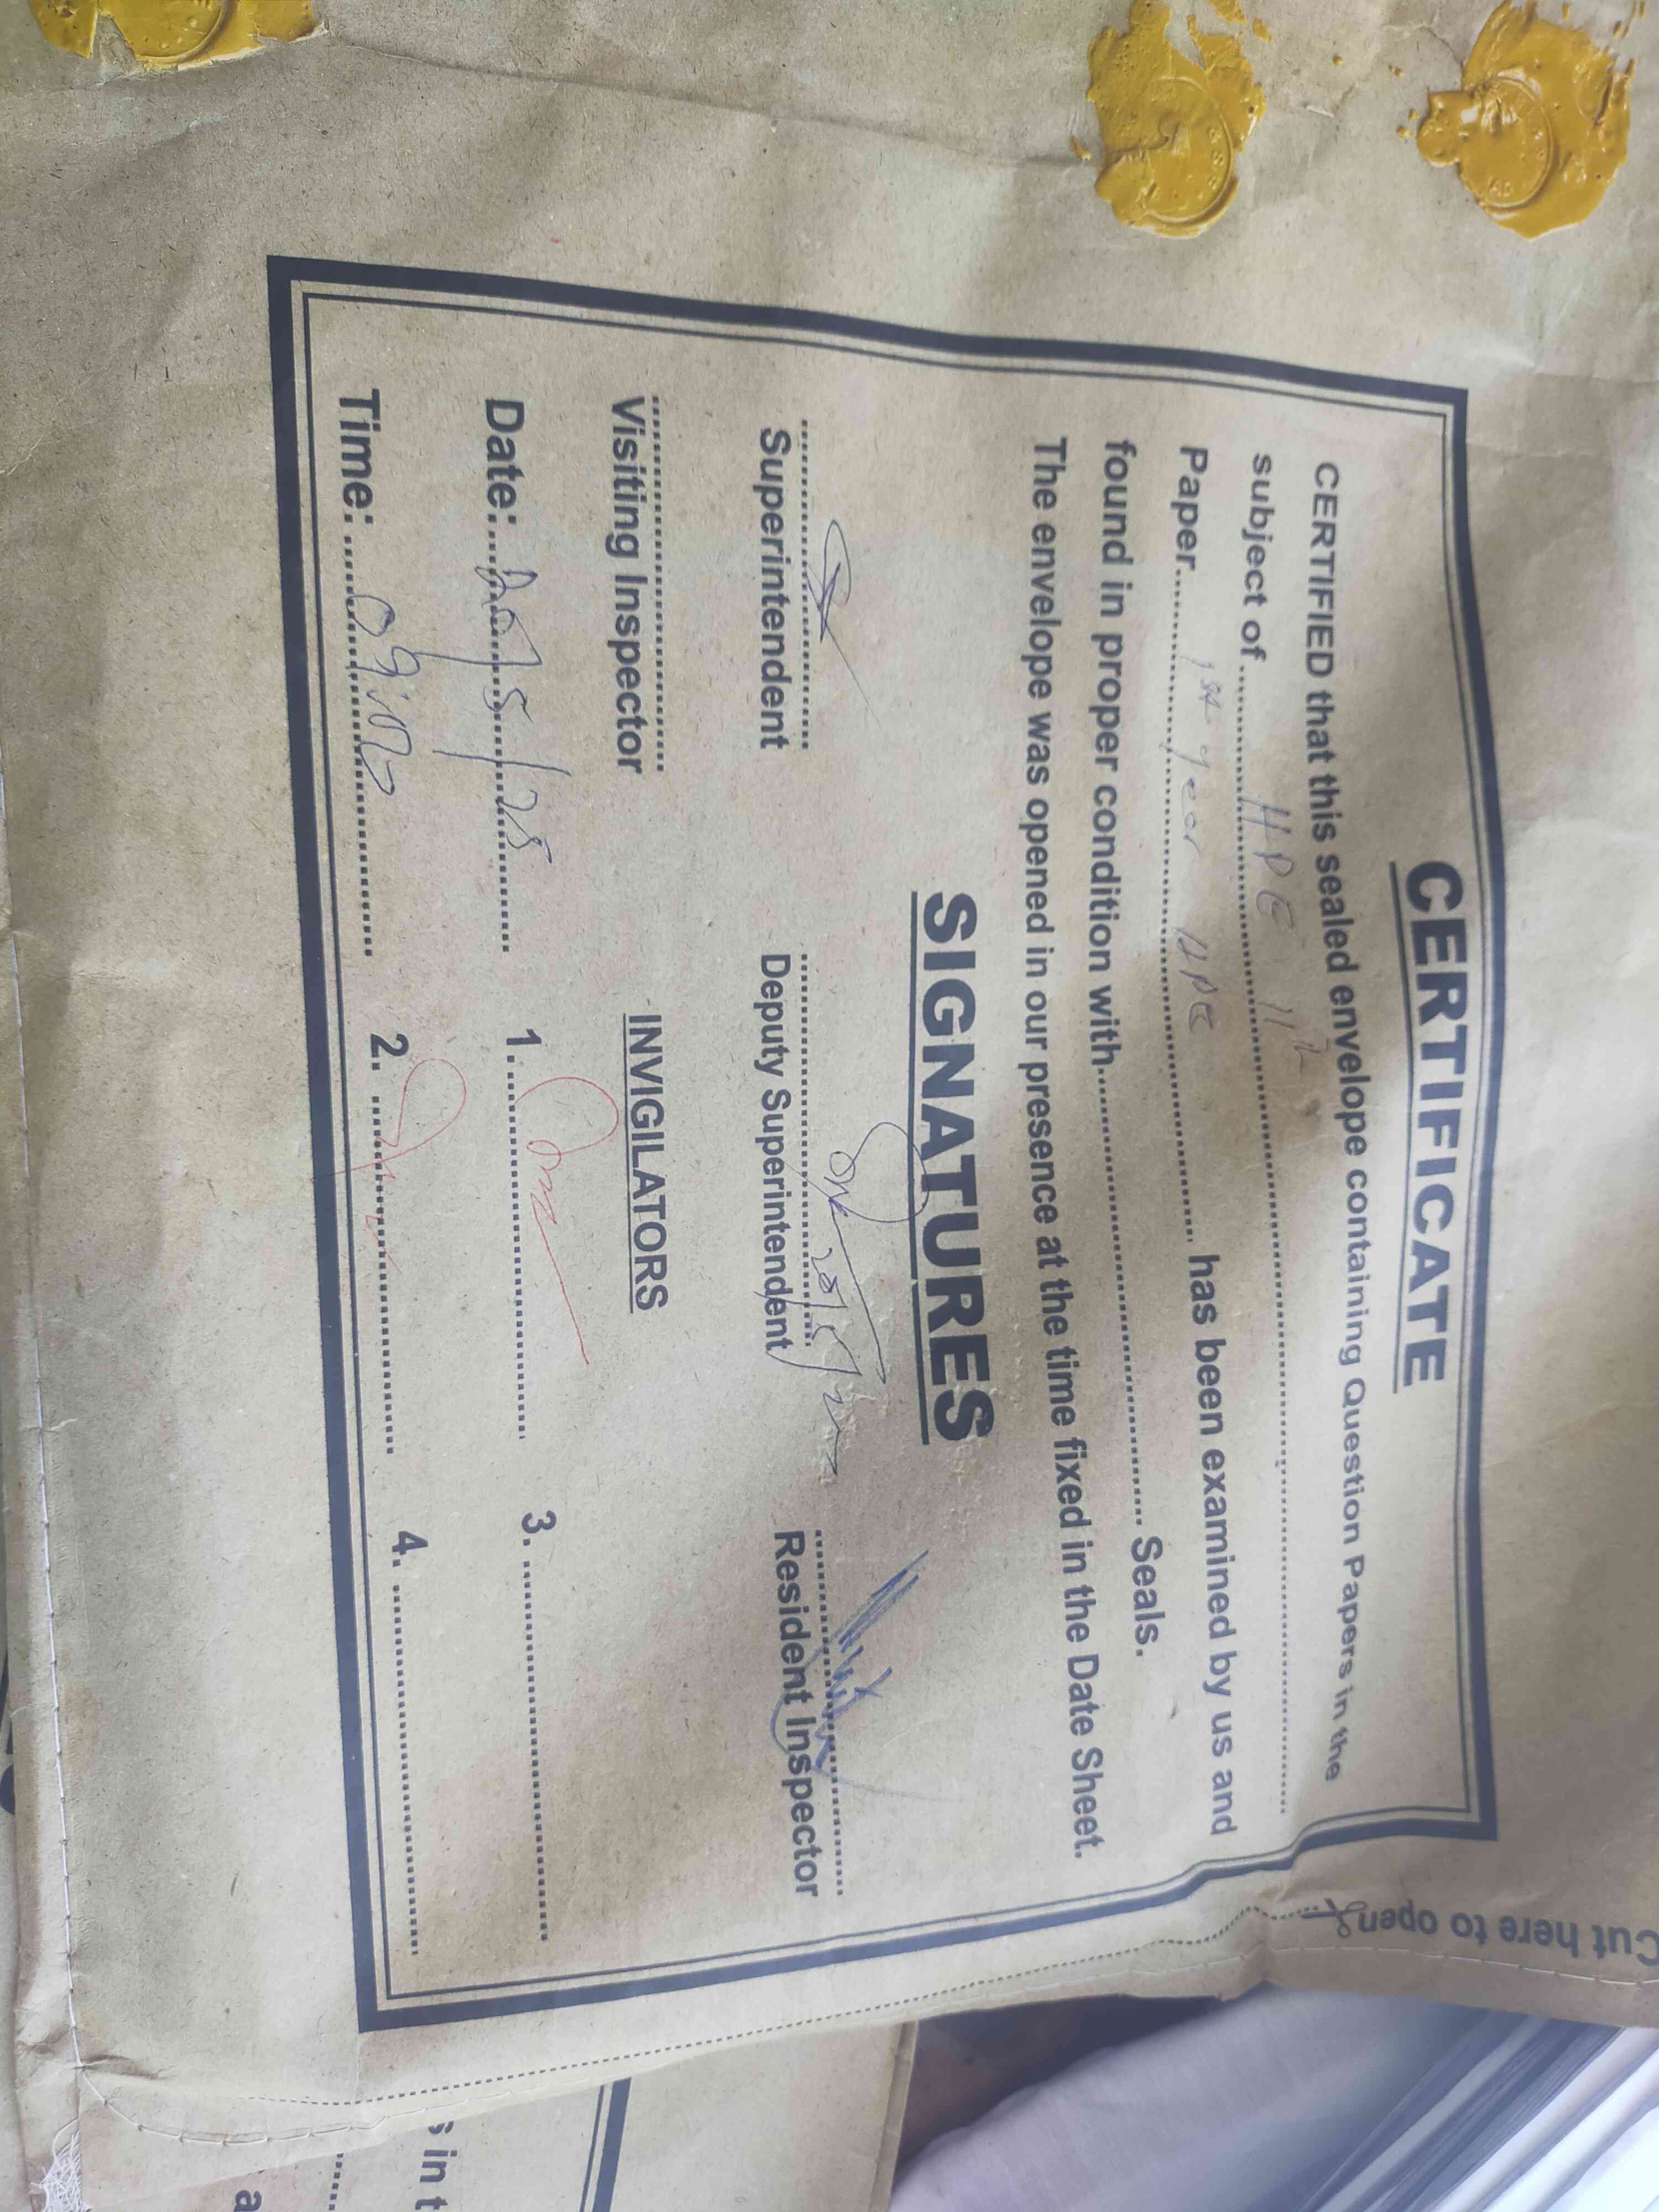 CERTIFICATE
CERTIFIED that this sealed envelope containing Question Papers in the
subject of ........ HPE 11 ........
Paper........ 1st year HPE ........ has been examined by us and
found in proper condition with........ Seals.
The envelope was opened in our presence at the time fixed in the Date Sheet.
SIGNATURES
Superintendent
Deputy Superintendent
20/5/
Resident Inspector
Visiting Inspector
INVIGILATORS
Date: 20/5/25
1.
3.
Time: 09:00
2.
4.
Cut here to open
s in t
a